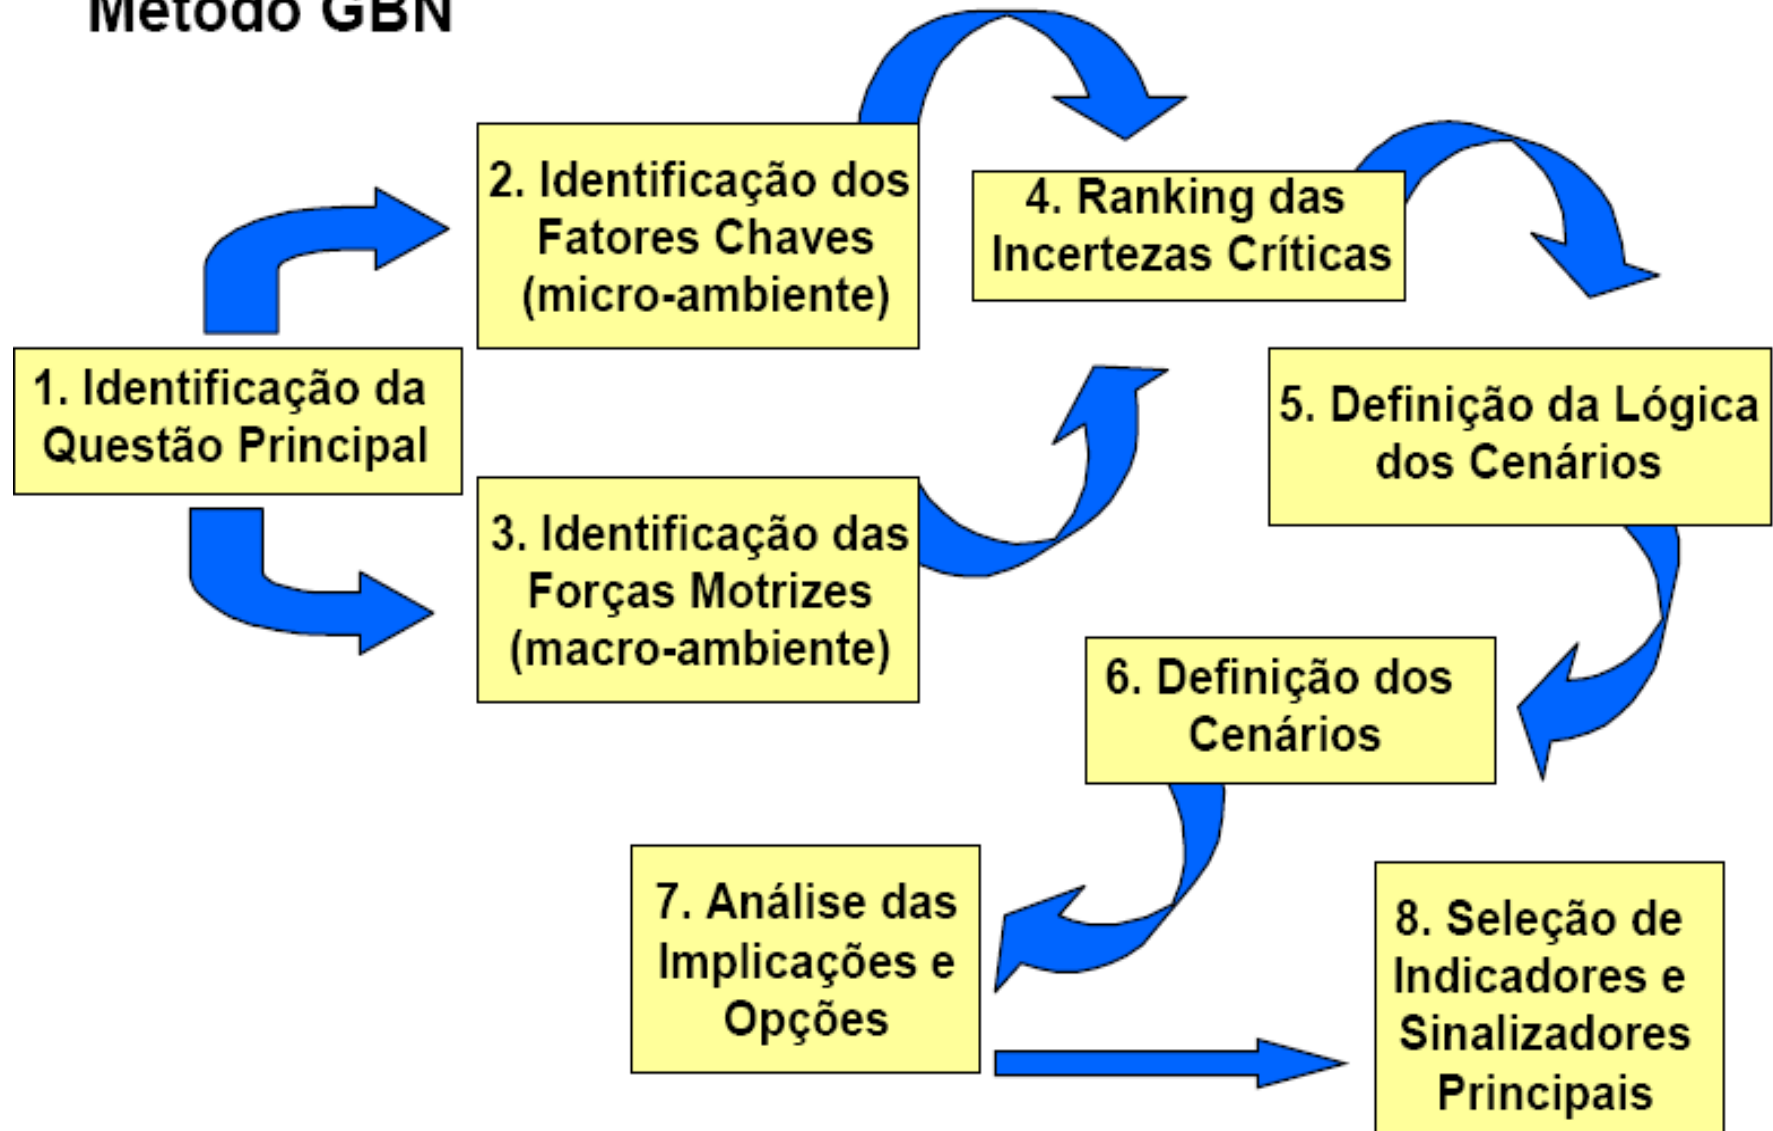 Método GBN
2. Identificação dos
Fatores Chaves
(micro-ambiente)
4. Ranking das
Incertezas Críticas
1. Identificação da
Questão Principal
5. Definição da Lógica
dos Cenários
3. Identificação das
Forças Motrizes
(macro-ambiente)
6. Definição dos
Cenários
7. Análise das
Implicações e
Opções
8. Seleção de
Indicadores e
Sinalizadores
Principais